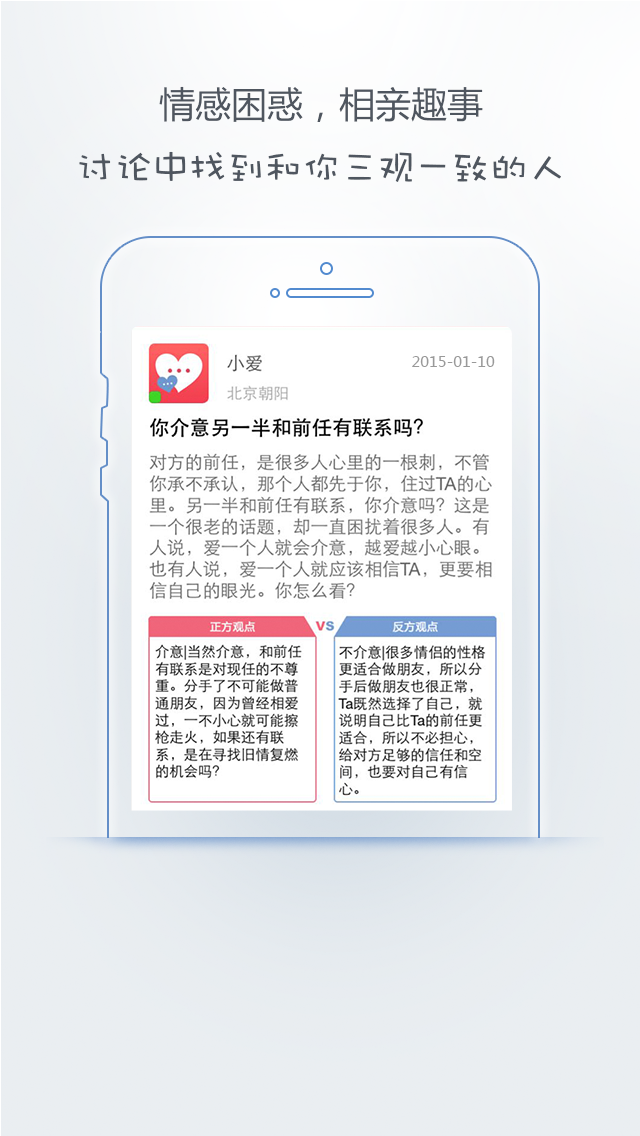 情感困惑，相亲趣事
讨论中找到和你三观一致的人
小爱
2015-01-10
北京朝阳
你介意另一半和前任有联系吗?
对方的前任，是很多人心里的一根刺，不管
你承不承认，那个人都先于你，住过TA的心
里。另一半和前任有联系，你介意吗？这是
一个很老的话题，却一直困扰着很多人。有
人说，爱一个人就会介意，越爱越小心眼。
也有人说，爱一个人就应该相信TA，更要相
信自己的眼光。你怎么看?
正方观点
VS
反方观点
介意|当然介意，和前任
有联系是对现任的不尊
重。分手了不可能做普
通朋友，因为曾经相爱
过，一不小心就可能擦
枪走火，如果还有联
系，是在寻找旧情复燃
的机会吗?
不介意|很多情侣的性格
更适合做朋友，所以分
手后做朋友也很正常，
Ta既然选择了自己，就
说明自己比Ta的前任更
适合，所以不必担心，
给对方足够的信任和空
间，也要对自己有信
心。